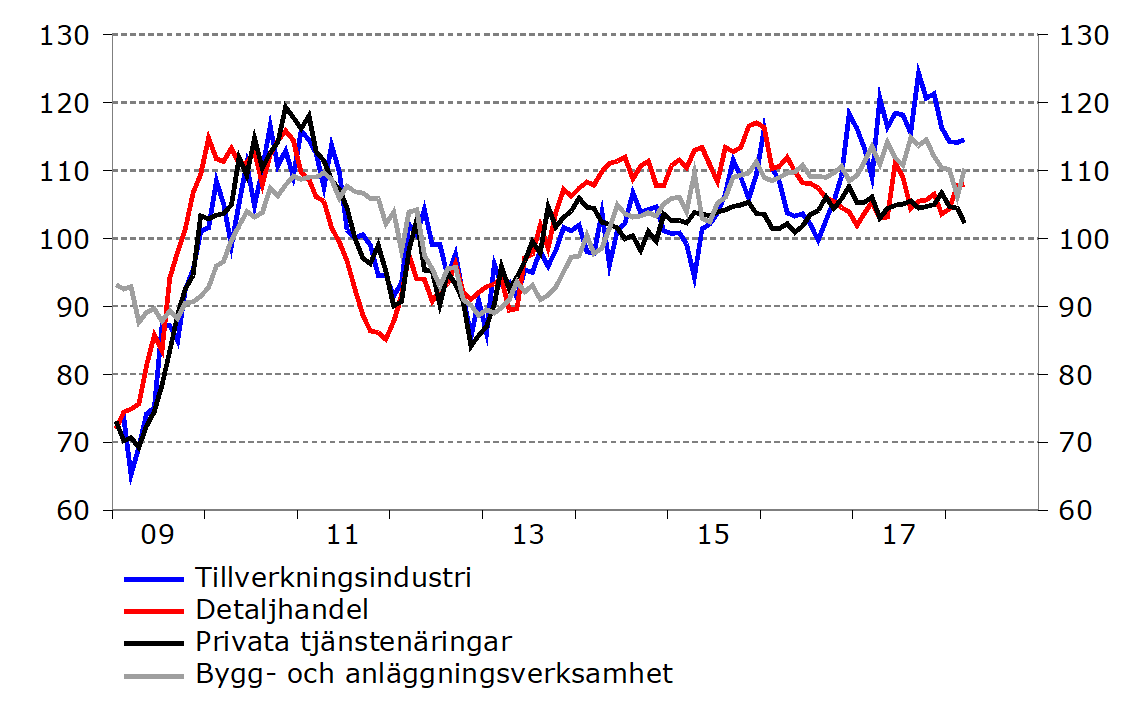 130 130
120 120
110 110
100 100
90 90
80 80
70 70
60 60
09 11 13 15 17
Tillverkningsindustri
Detaljhandel
Privata tjänstenäringar
Bygg- och anläggningsverksamhet